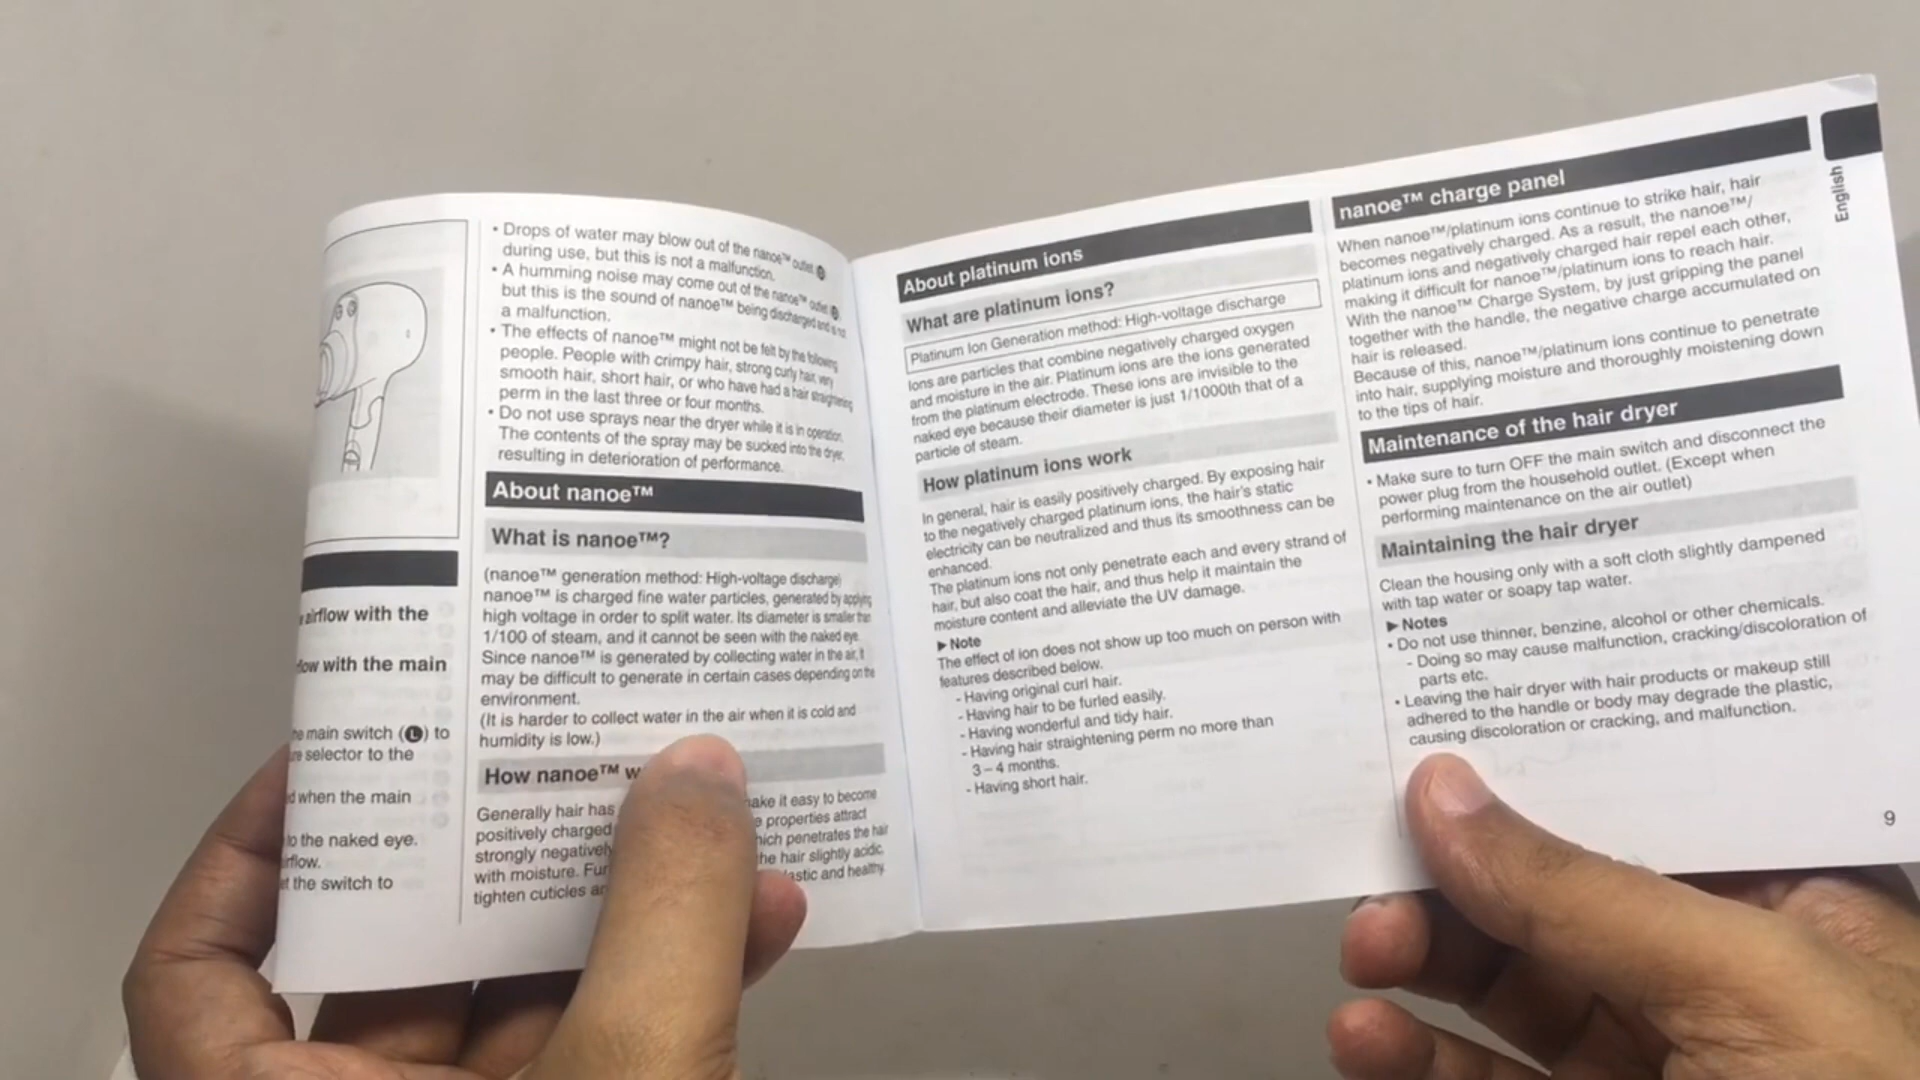 airflow with the
flow with the main
main switch (L) to
selector to the
when the main
to the naked eye.
the switch to
• Drops of water may blow out of the nanoe™ outlet
during use, but this is not a malfunction.
• A humming noise may come out of the nanoe™ outlet
but this is the sound of nanoe™ being discharged and is not
a malfunction.
• The effects of nanoe™ might not be felt by the following
people. People with crimpy hair, strong curly hair, very
smooth hair, short hair, or who have had a hair straightening
perm in the last three or four months.
• Do not use sprays near the dryer while it is in operation.
The contents of the spray may be sucked into the dryer,
resulting in deterioration of performance.
About nanoe™
What is nanoe™?
(nanoe™ generation method: High-voltage discharge)
nanoe™ is charged fine water particles, generated by applying
high voltage in order to split water. Its diameter is smaller than
1/100 of steam, and it cannot be seen with the naked eye.
Since nanoe™ is generated by collecting water in the air, it
may be difficult to generate in certain cases depending on the
environment.
(It is harder to collect water in the air when it is cold and
humidity is low.)
How nanoe™
Generally hair has make it easy to become
positively charged properties attract
strongly negatively which penetrates the hair
with moisture. the hair slightly acidic,
tighten cuticles and healthy.
About platinum ions
What are platinum ions?
Platinum Ion Generation method: High-voltage discharge
Ions are particles that combine negatively charged oxygen
and moisture in the air. Platinum ions are the ions generated
from the platinum electrode. These ions are invisible to the
naked eye because their diameter is just 1/1000th that of a
particle of steam.
How platinum ions work
In general, hair is easily positively charged. By exposing hair
to the negatively charged platinum ions, the hair's static
electricity can be neutralized and thus its smoothness can be
enhanced.
The platinum ions not only penetrate each and every strand of
hair, but also coat the hair, and thus help it maintain the
moisture content and alleviate the UV damage.
▶Note
The effect of ion does not show up too much on person with
features described below.
- Having original curl hair.
- Having hair to be furled easily.
- Having wonderful and tidy hair.
- Having hair straightening perm no more than
3 – 4 months.
- Having short hair.
nanoe™ charge panel
When nanoe™/platinum ions continue to strike hair, hair
becomes negatively charged. As a result, the nanoe™/
platinum ions and negatively charged hair repel each other,
making it difficult for nanoe™/platinum ions to reach hair.
With the nanoe™ Charge System, by just gripping the panel
together with the handle, the negative charge accumulated on
hair is released.
Because of this, nanoe™/platinum ions continue to penetrate
into hair, supplying moisture and thoroughly moistening down
to the tips of hair.
Maintenance of the hair dryer
• Make sure to turn OFF the main switch and disconnect the
power plug from the household outlet. (Except when
performing maintenance on the air outlet)
Maintaining the hair dryer
Clean the housing only with a soft cloth slightly dampened
with tap water or soapy tap water.
▶Notes
• Do not use thinner, benzine, alcohol or other chemicals.
- Doing so may cause malfunction, cracking/discoloration of
parts etc.
• Leaving the hair dryer with hair products or makeup still
adhered to the handle or body may degrade the plastic,
causing discoloration or cracking, and malfunction.
English
9